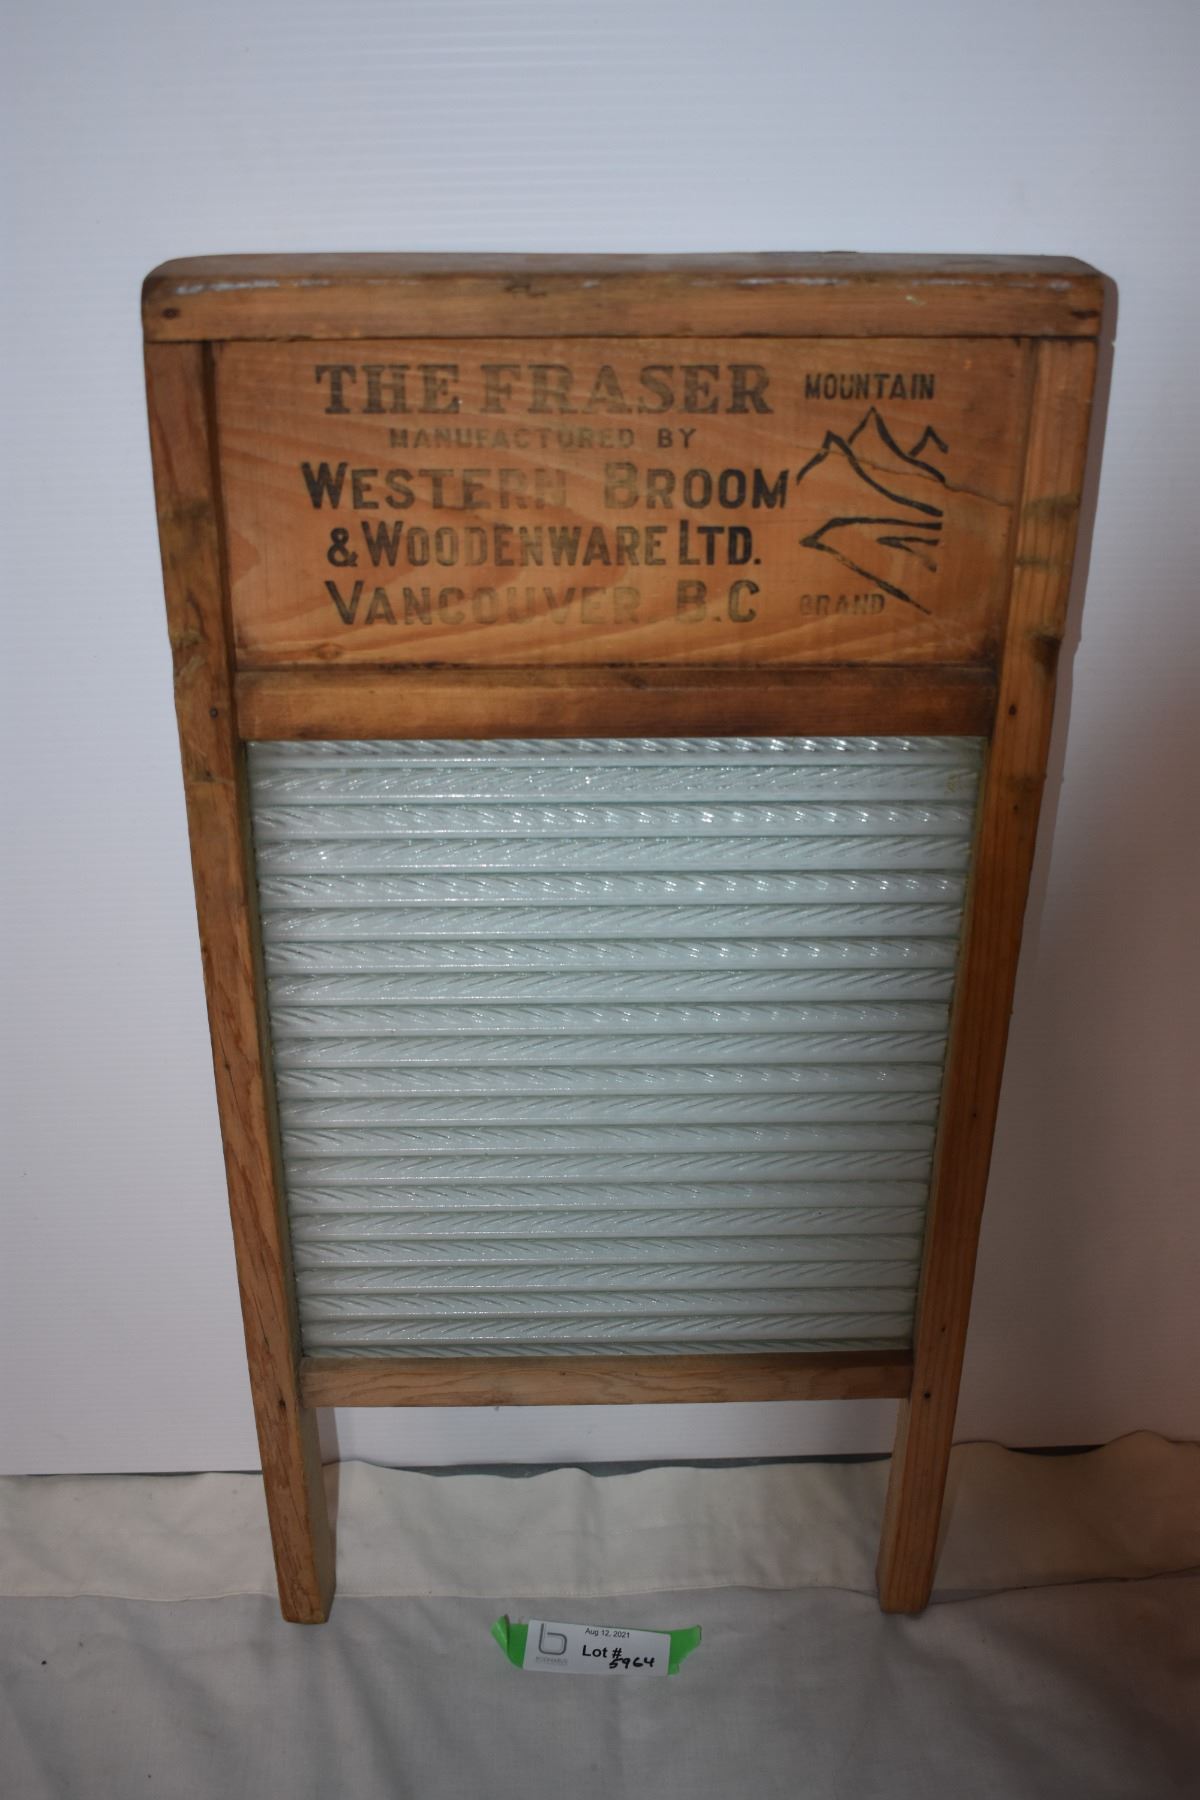 THE FRASER
MANUFACTURED BY
WESTERN BROOM
& WOODENWARE LTD.
VANCOUVER, B.C
MOUNTAIN
BRAND
Aug 12, 2021
Lot #
5964